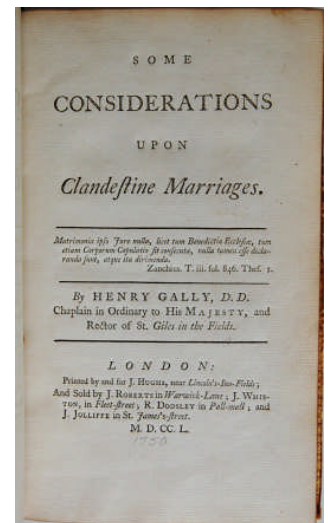 SOME
CONSIDERATIONS
UPON
Clandeſtine Marriages.
Matrimonia ipſo Jure nulla, licet tum Benedictio Eccleſiæ, tum
etiam Corporum Copulatio ſit conſecuta, nulla tamen eſſe decla-
randa ſunt, atque ita dirimenda.
Zanchius. T. iii. fol. 846. Theſ. 1.
By HENRY GALLY, D.D.
Chaplain in Ordinary to His MAJESTY, and
Rector of St. Giles in the Fields.
LONDON:
Printed by and for J. HUGHS, near Lincoln's-Inn-Fields;
And Sold by J. ROBERTS in Warwick-Lane; J. WHIS-
TON, in Fleet-ſtreet; R. DODSLEY in Pall-mall; and
J. JOLLIFFE in St. James's-ſtreet.
M. D. CC. L.
1750